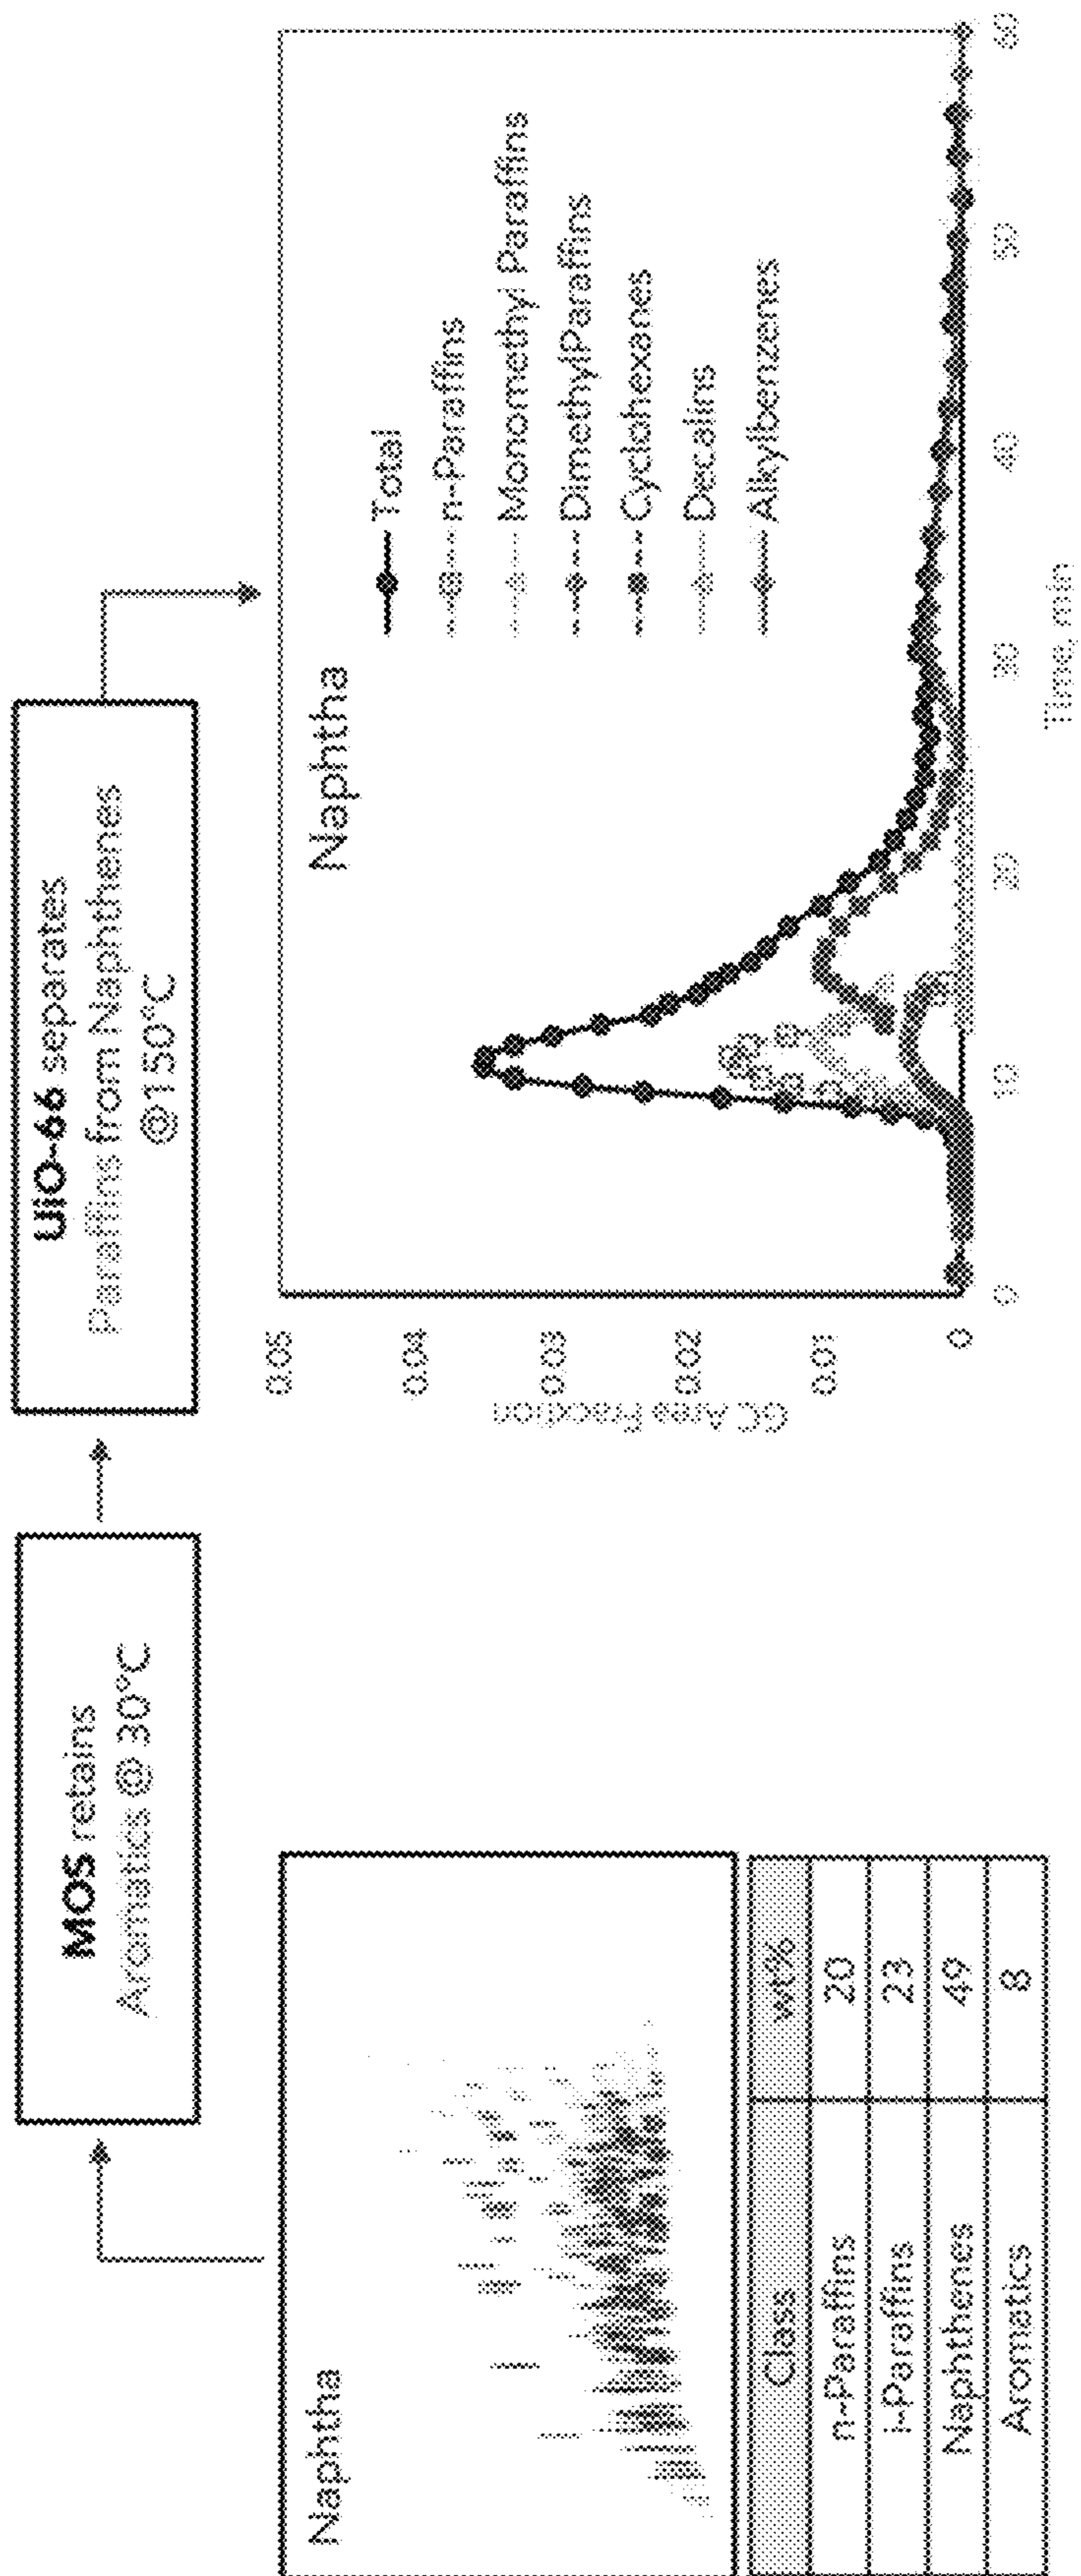 Naphtha
Class wt%
n-Paraffins 20
i-Paraffins 23
Naphthenes 49
Aromatics 8
MOS retains
Aromatics @ 30°C
UiO-66 separates
Paraffins from Naphthenes
@150°C
Naphtha
Total
n-Paraffins
Monomethyl Paraffins
DimethylParaffins
Cyclohexanes
Decalins
Alkylbenzenes
GC Area Fraction
0.05
0.04
0.03
0.02
0.01
0
0 10 20 30 40 50 60
Time, min